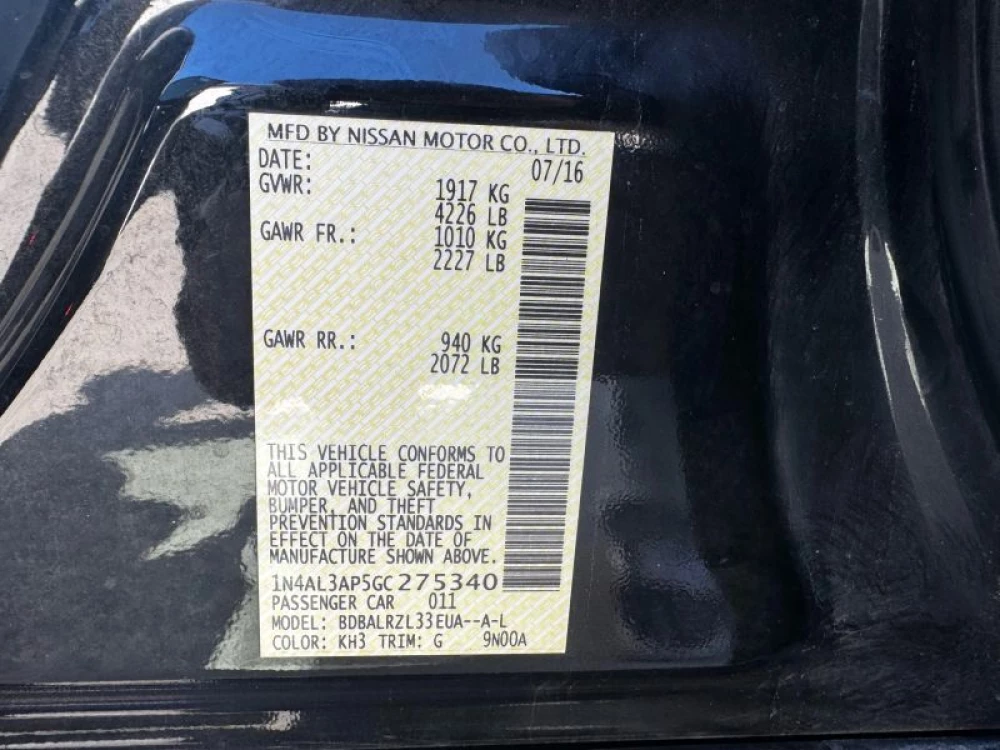 MFD BY NISSAN MOTOR CO., LTD.
DATE: 07/16
GVWR: 1917 KG
4226 LB
GAWR FR.: 1010 KG
2227 LB
GAWR RR.: 940 KG
2072 LB
THIS VEHICLE CONFORMS TO
ALL APPLICABLE FEDERAL
MOTOR VEHICLE SAFETY,
BUMPER, AND THEFT
PREVENTION STANDARDS IN
EFFECT ON THE DATE OF
MANUFACTURE SHOWN ABOVE.
1N4AL3AP5GC275340
PASSENGER CAR 011
MODEL: BDBALRZL33EUA--A-L
COLOR: KH3 TRIM: G 9N00A